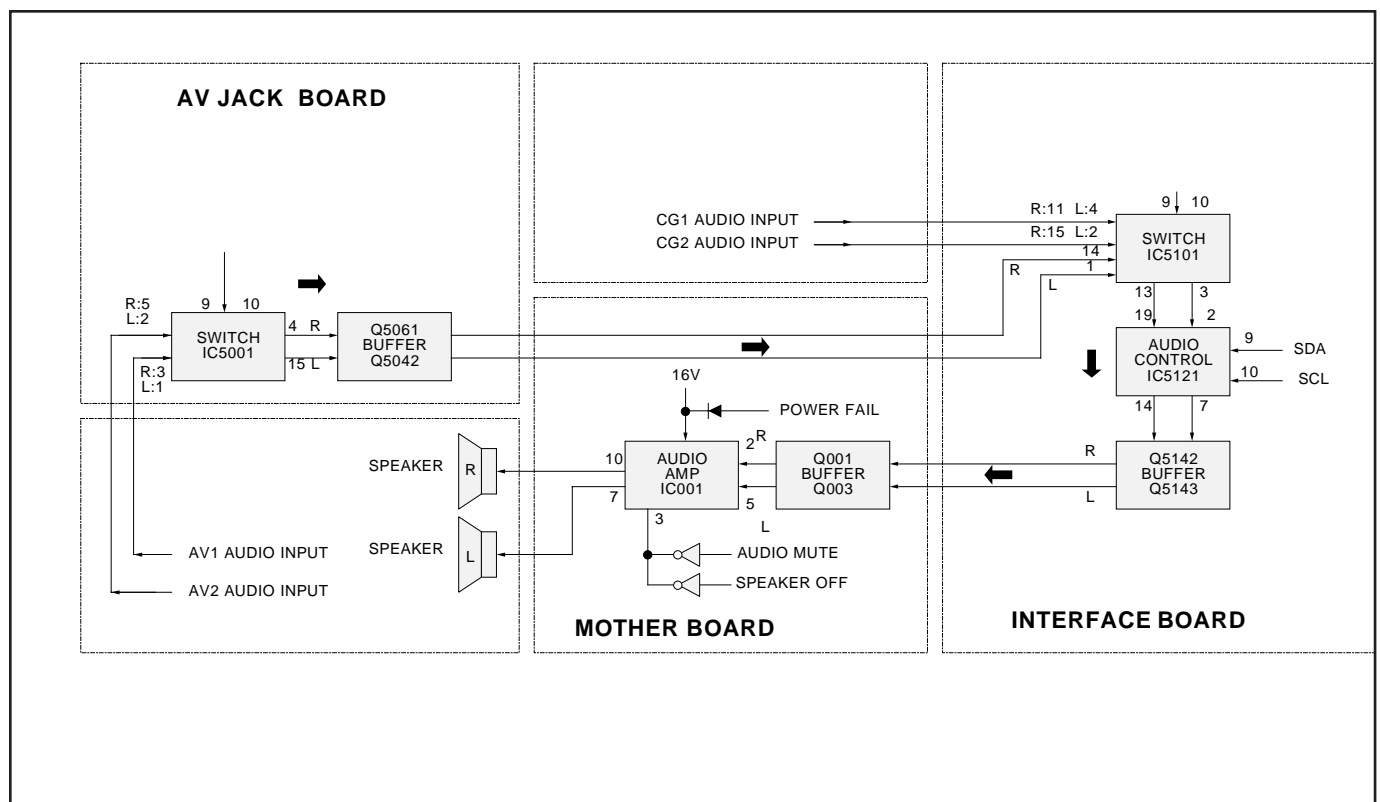 AV JACK BOARD
R:5
L:2
9 10
SWITCH
IC5001
4 R
15 L
R:3
L:1
Q5061
BUFFER
Q5042
CG1 AUDIO INPUT
CG2 AUDIO INPUT
R:11 L:4
R:15 L:2
14
R
1
L
9 10
SWITCH
IC5101
13 3
19 2
AUDIO
CONTROL
IC5121
9 SDA
10 SCL
14 7
R
L
Q5142
BUFFER
Q5143
INTERFACE BOARD
16V
POWER FAIL
2 R
AUDIO
AMP
IC001
5
L
Q001
BUFFER
Q003
10
7
3
AUDIO MUTE
SPEAKER OFF
MOTHER BOARD
SPEAKER R
SPEAKER L
AV1 AUDIO INPUT
AV2 AUDIO INPUT